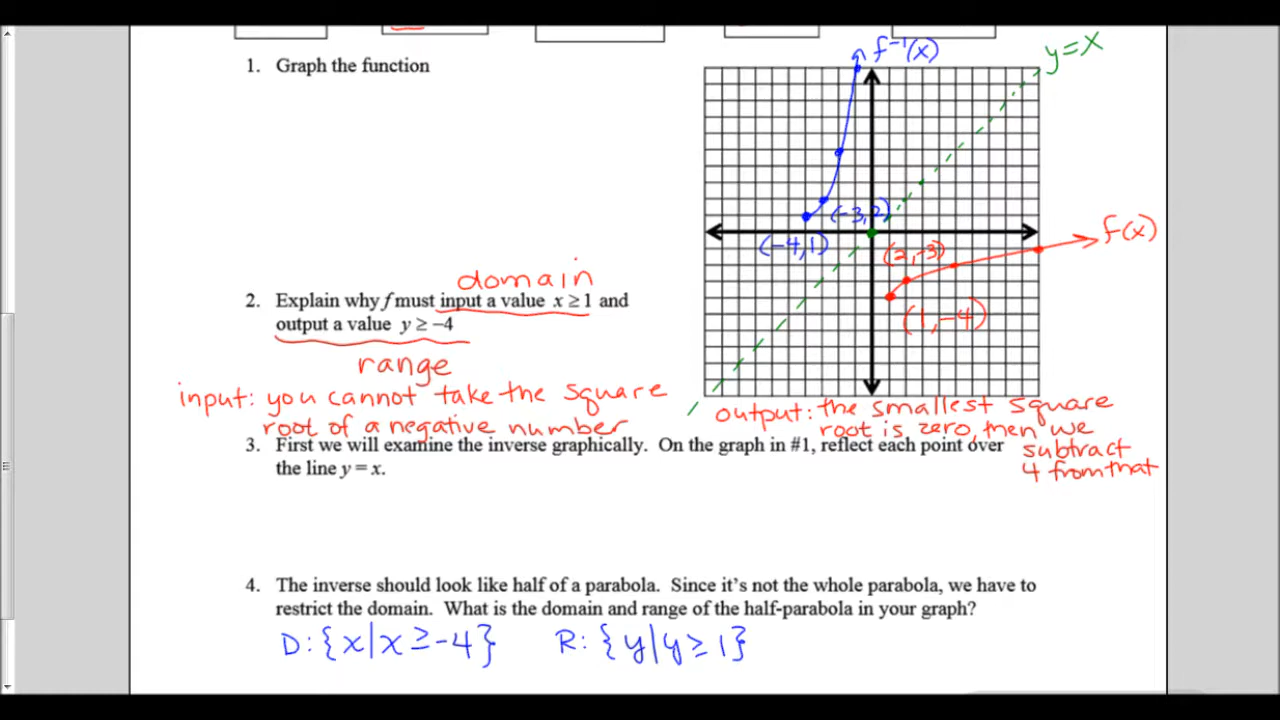 f⁻¹(x)
y=x
1. Graph the function
(-3,2)
(-4,1)
f(x)
(2,-3)
(1,-4)
domain
2. Explain why f must input a value x ≥ 1 and
output a value y ≥ −4
range
input: you cannot take the square
root of a negative number
output: the smallest square
root is zero, then we
subtract
4 from that
3. First we will examine the inverse graphically. On the graph in #1, reflect each point over
the line y = x.
4. The inverse should look like half of a parabola. Since it's not the whole parabola, we have to
restrict the domain. What is the domain and range of the half-parabola in your graph?
D: {x|x ≥ -4} R: {y|y ≥ 1}